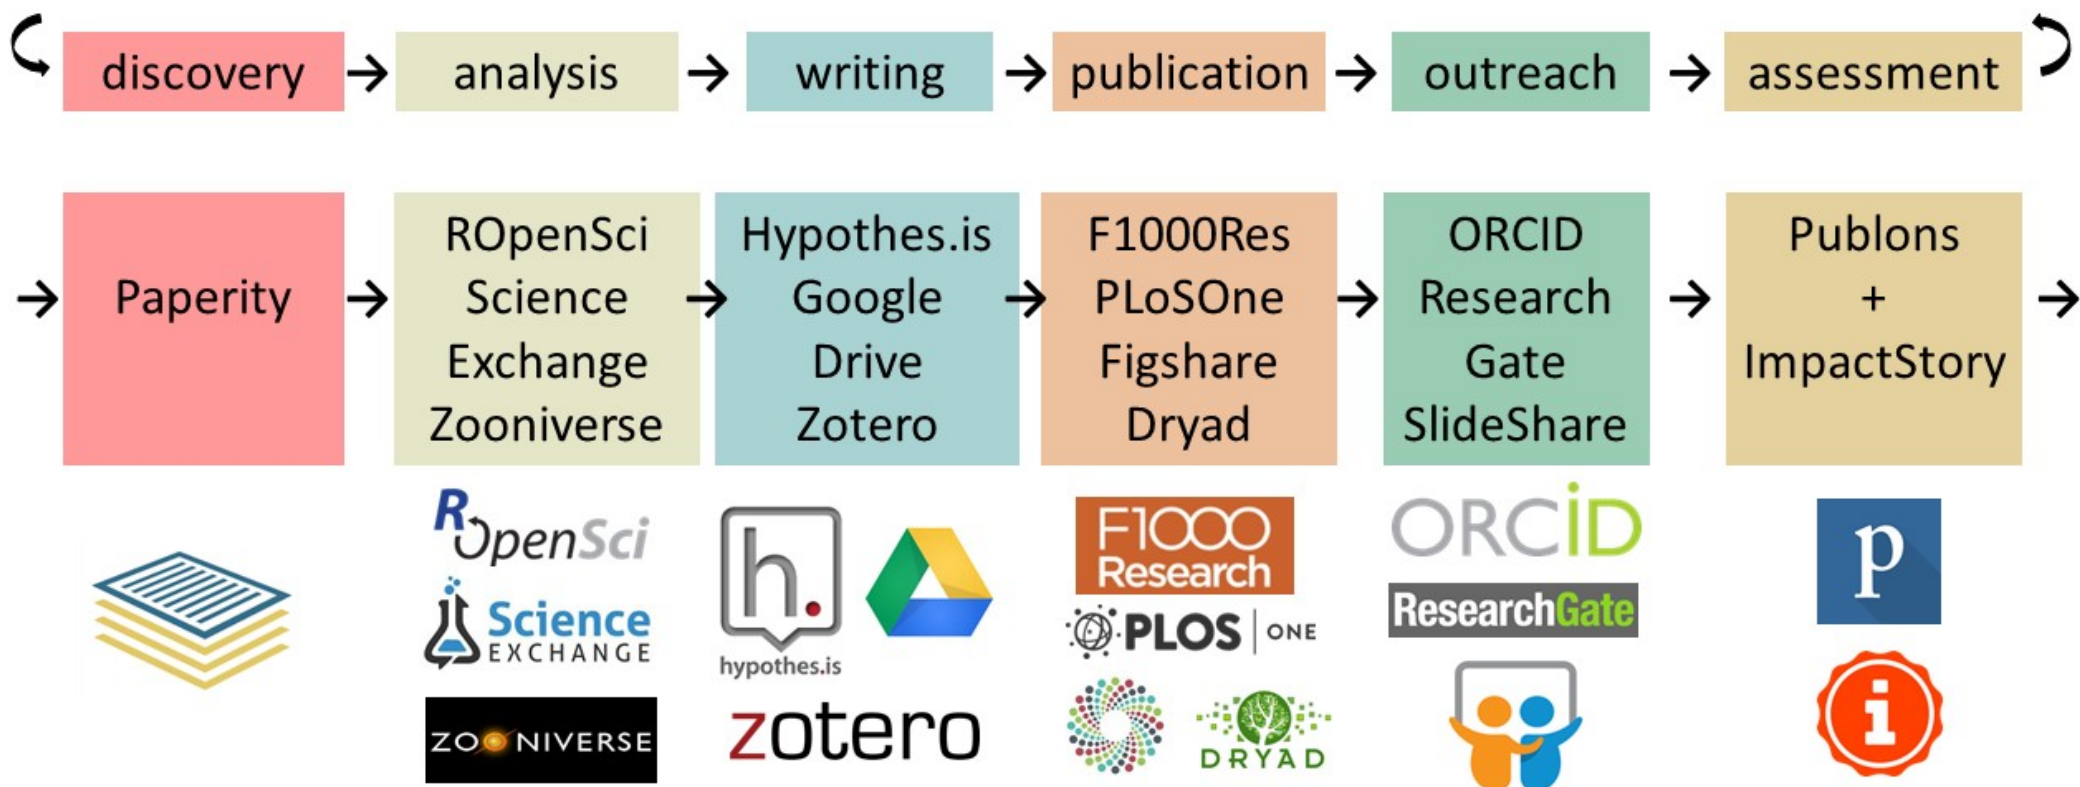 discovery → analysis → writing → publication → outreach → assessment
→ Paperity → ROpenSci
Science
Exchange
Zooniverse → Hypothes.is
Google
Drive
Zotero → F1000Res
PLoSOne
Figshare
Dryad → ORCID
Research
Gate
SlideShare → Publons
+
ImpactStory →
ROpenSci
Science
EXCHANGE
ZOONIVERSE
h.
hypothes.is
zotero
F1000
Research
PLOS | ONE
DRYAD
ORCiD
ResearchGate
p
i